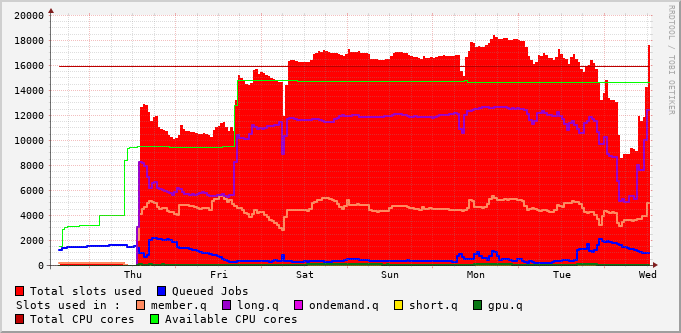 20000
18000
16000
14000
12000
10000
8000
6000
4000
2000
0
Thu Fri Sat Sun Mon Tue Wed
RRDTOOL / TOBI OETIKER
Total slots used Queued Jobs
Slots used in : member.q long.q ondemand.q short.q gpu.q
Total CPU cores Available CPU cores